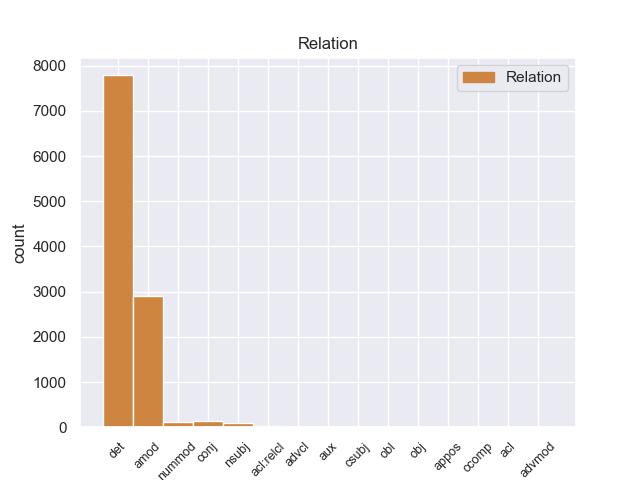 Relation
Relation
count
8000
7000
6000
5000
4000
3000
2000
1000
0
det
amod
nummod
conj
nsubj
acl:relcl
advcl
aux
csubj
obl
obj
appos
ccomp
acl
advmod